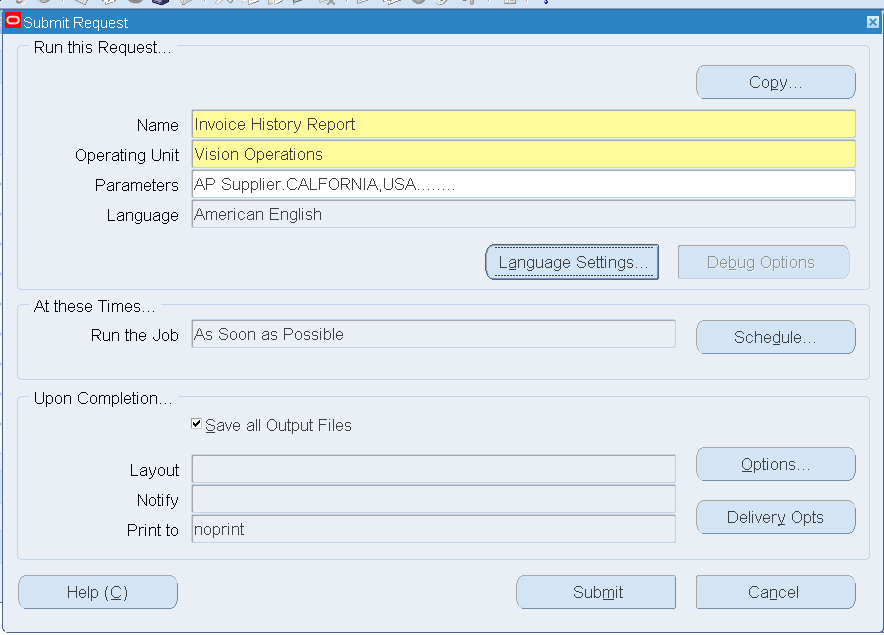 Submit Request
Run this Request...
Copy...
Name Invoice History Report
Operating Unit Vision Operations
Parameters AP Supplier.CALFORNIA,USA........
Language American English
Language Settings... Debug Options
At these Times...
Run the Job As Soon as Possible Schedule...
Upon Completion...
Save all Output Files
Layout Options...
Notify
Print to noprint Delivery Opts
Help (C) Submit Cancel